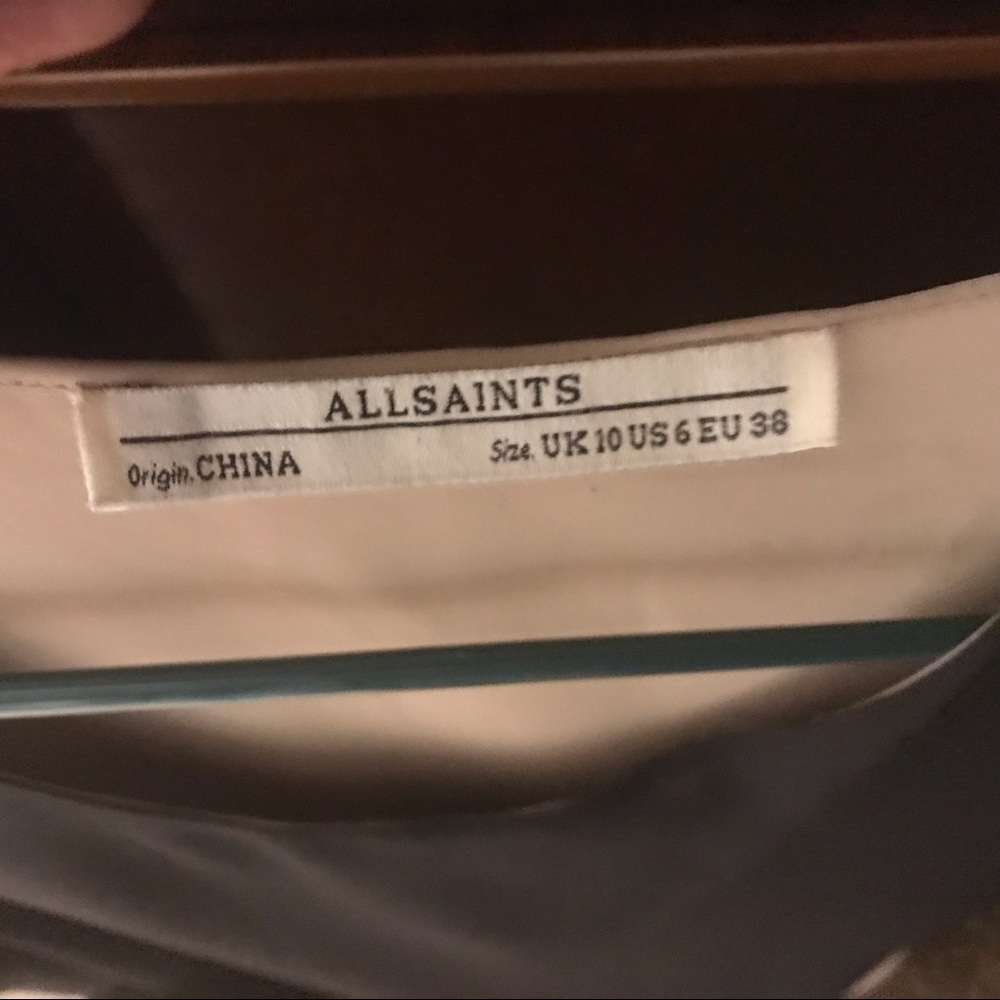 ALLSAINTS
Origin. CHINA Size. UK 10 US 6 EU 38